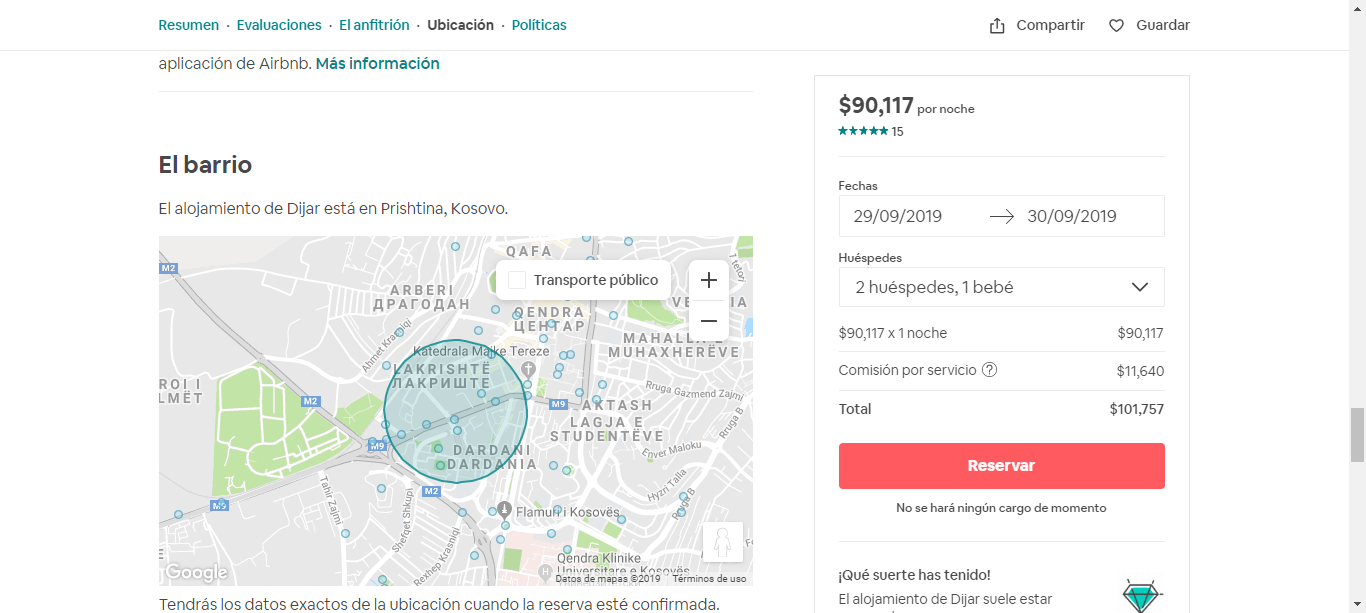 Resumen · Evaluaciones · El anfitrión · Ubicación · Políticas
Compartir
Guardar
aplicación de Airbnb. Más información
El barrio
El alojamiento de Dijar está en Prishtina, Kosovo.
QAFA
M2
Transporte público
1 tetori
ARBERI
ДРАГОДАН
QENDRA
ЦЕНТАР
Ahmet Krasniqi
MUHAXHERËVE
Katedrala Majke Tereze
LAKRISHTË
ЛАКРИШТЕ
M2
M9
Rruga Gazmend Zajmi
AKTASH
LAGJA E
STUDENTËVE
Rruga B
M9
DARDANI
DARDANIA
Enver Maloku
M2
Hyzri Talla
Rruga B
M9
Tahir Zajmi
Shefqet Shkupi
Rexhep Krasniqi
Flamuri i Kosovës
Qendra Klinike
Universitare e Kosovës
Google
Datos de mapas ©2019
Términos de uso
Tendrás los datos exactos de la ubicación cuando la reserva esté confirmada.
$90,117 por noche
15
Fechas
29/09/2019
30/09/2019
Huéspedes
2 huéspedes, 1 bebé
$90,117 x 1 noche
$90,117
Comisión por servicio ?
$11,640
Total
$101,757
Reservar
No se hará ningún cargo de momento
¡Qué suerte has tenido!
El alojamiento de Dijar suele estar